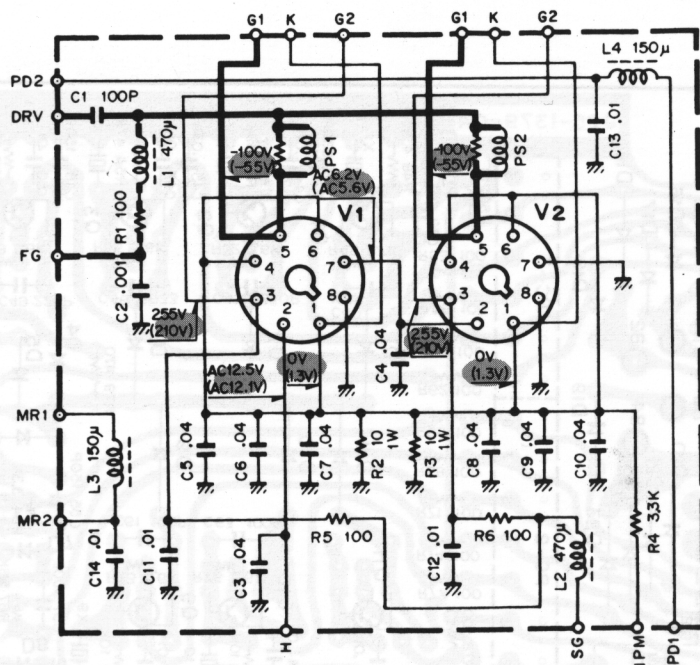 G1 K G2 G1 K G2
L4 150μ
PD2
C1 100P
DRV
L1 470μ
-100V
(-55V)
PS1
-100V
(-55V)
PS2
C13 .01
AC6.2V
(AC5.6V)
R1 100
V1
V2
5 6
5 6
FG
4 7
4 7
C2 .001
3 8
3 8
2 1
2 1
255V
(210V)
255V
(210V)
C4 .04
AC12.5V
(AC12.1V)
0V
(1.3V)
0V
(1.3V)
MR1
L3 150μ
C5 .04
C6 .04
C7 .04
R2 10
1W
R3 10
1W
C8 .04
C9 .04
C10 .04
MR2
C14 .01
C11 .01
C3 .04
R5 100
C12 .01
R6 100
L2 470μ
R4 3.3K
H
SG
IPM
PD1